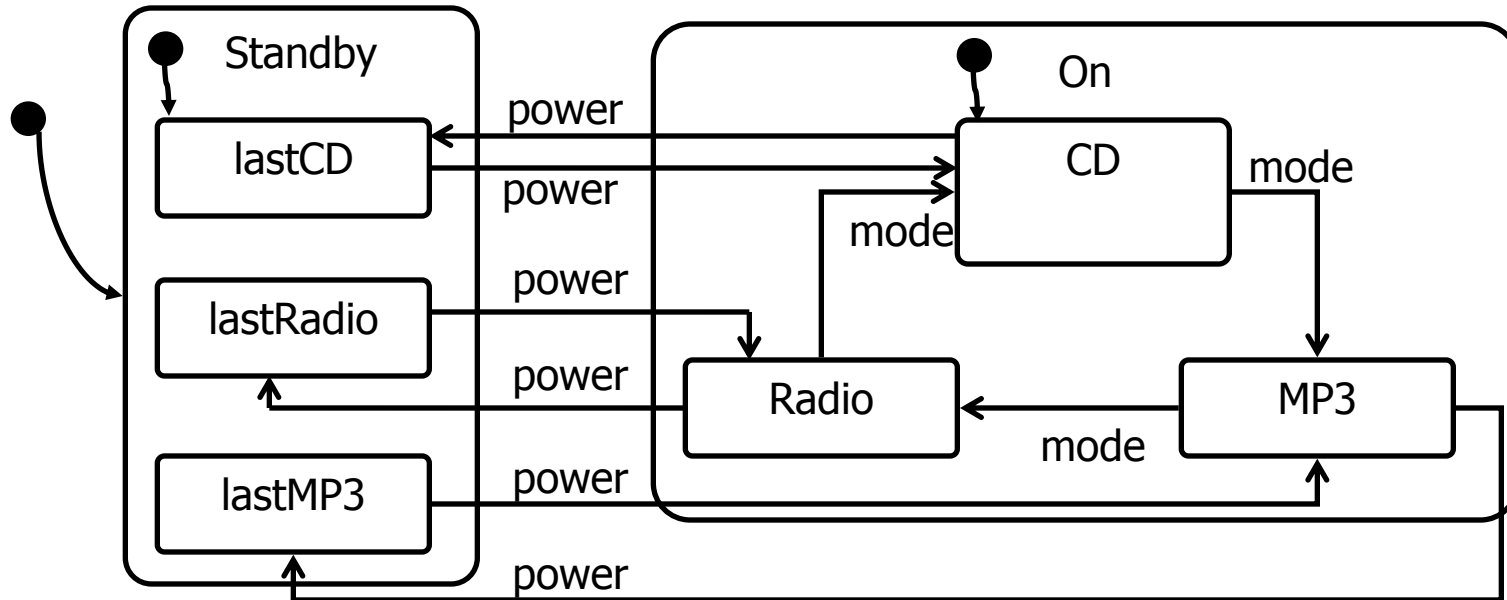 Standby
On
power
lastCD
CD
mode
power
mode
power
lastRadio
power
Radio
MP3
mode
power
lastMP3
power